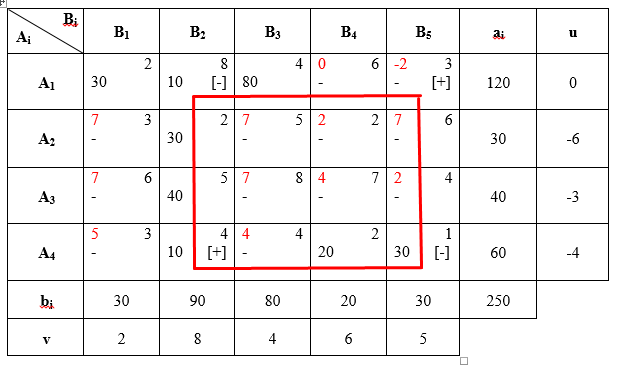 Bi
Ai B1 B2 B3 B4 B5 ai u
2 8 4 0 6 -2 3
A1 30 10 [-] 80 - - [+] 120 0
7 3 2 7 5 2 2 7 6
A2 - 30 - - - 30 -6
7 6 5 7 8 4 7 2 4
A3 - 40 - - - 40 -3
5 3 4 4 4 2 1
A4 - 10 [+] - 20 30 [-] 60 -4
bi 30 90 80 20 30 250
v 2 8 4 6 5